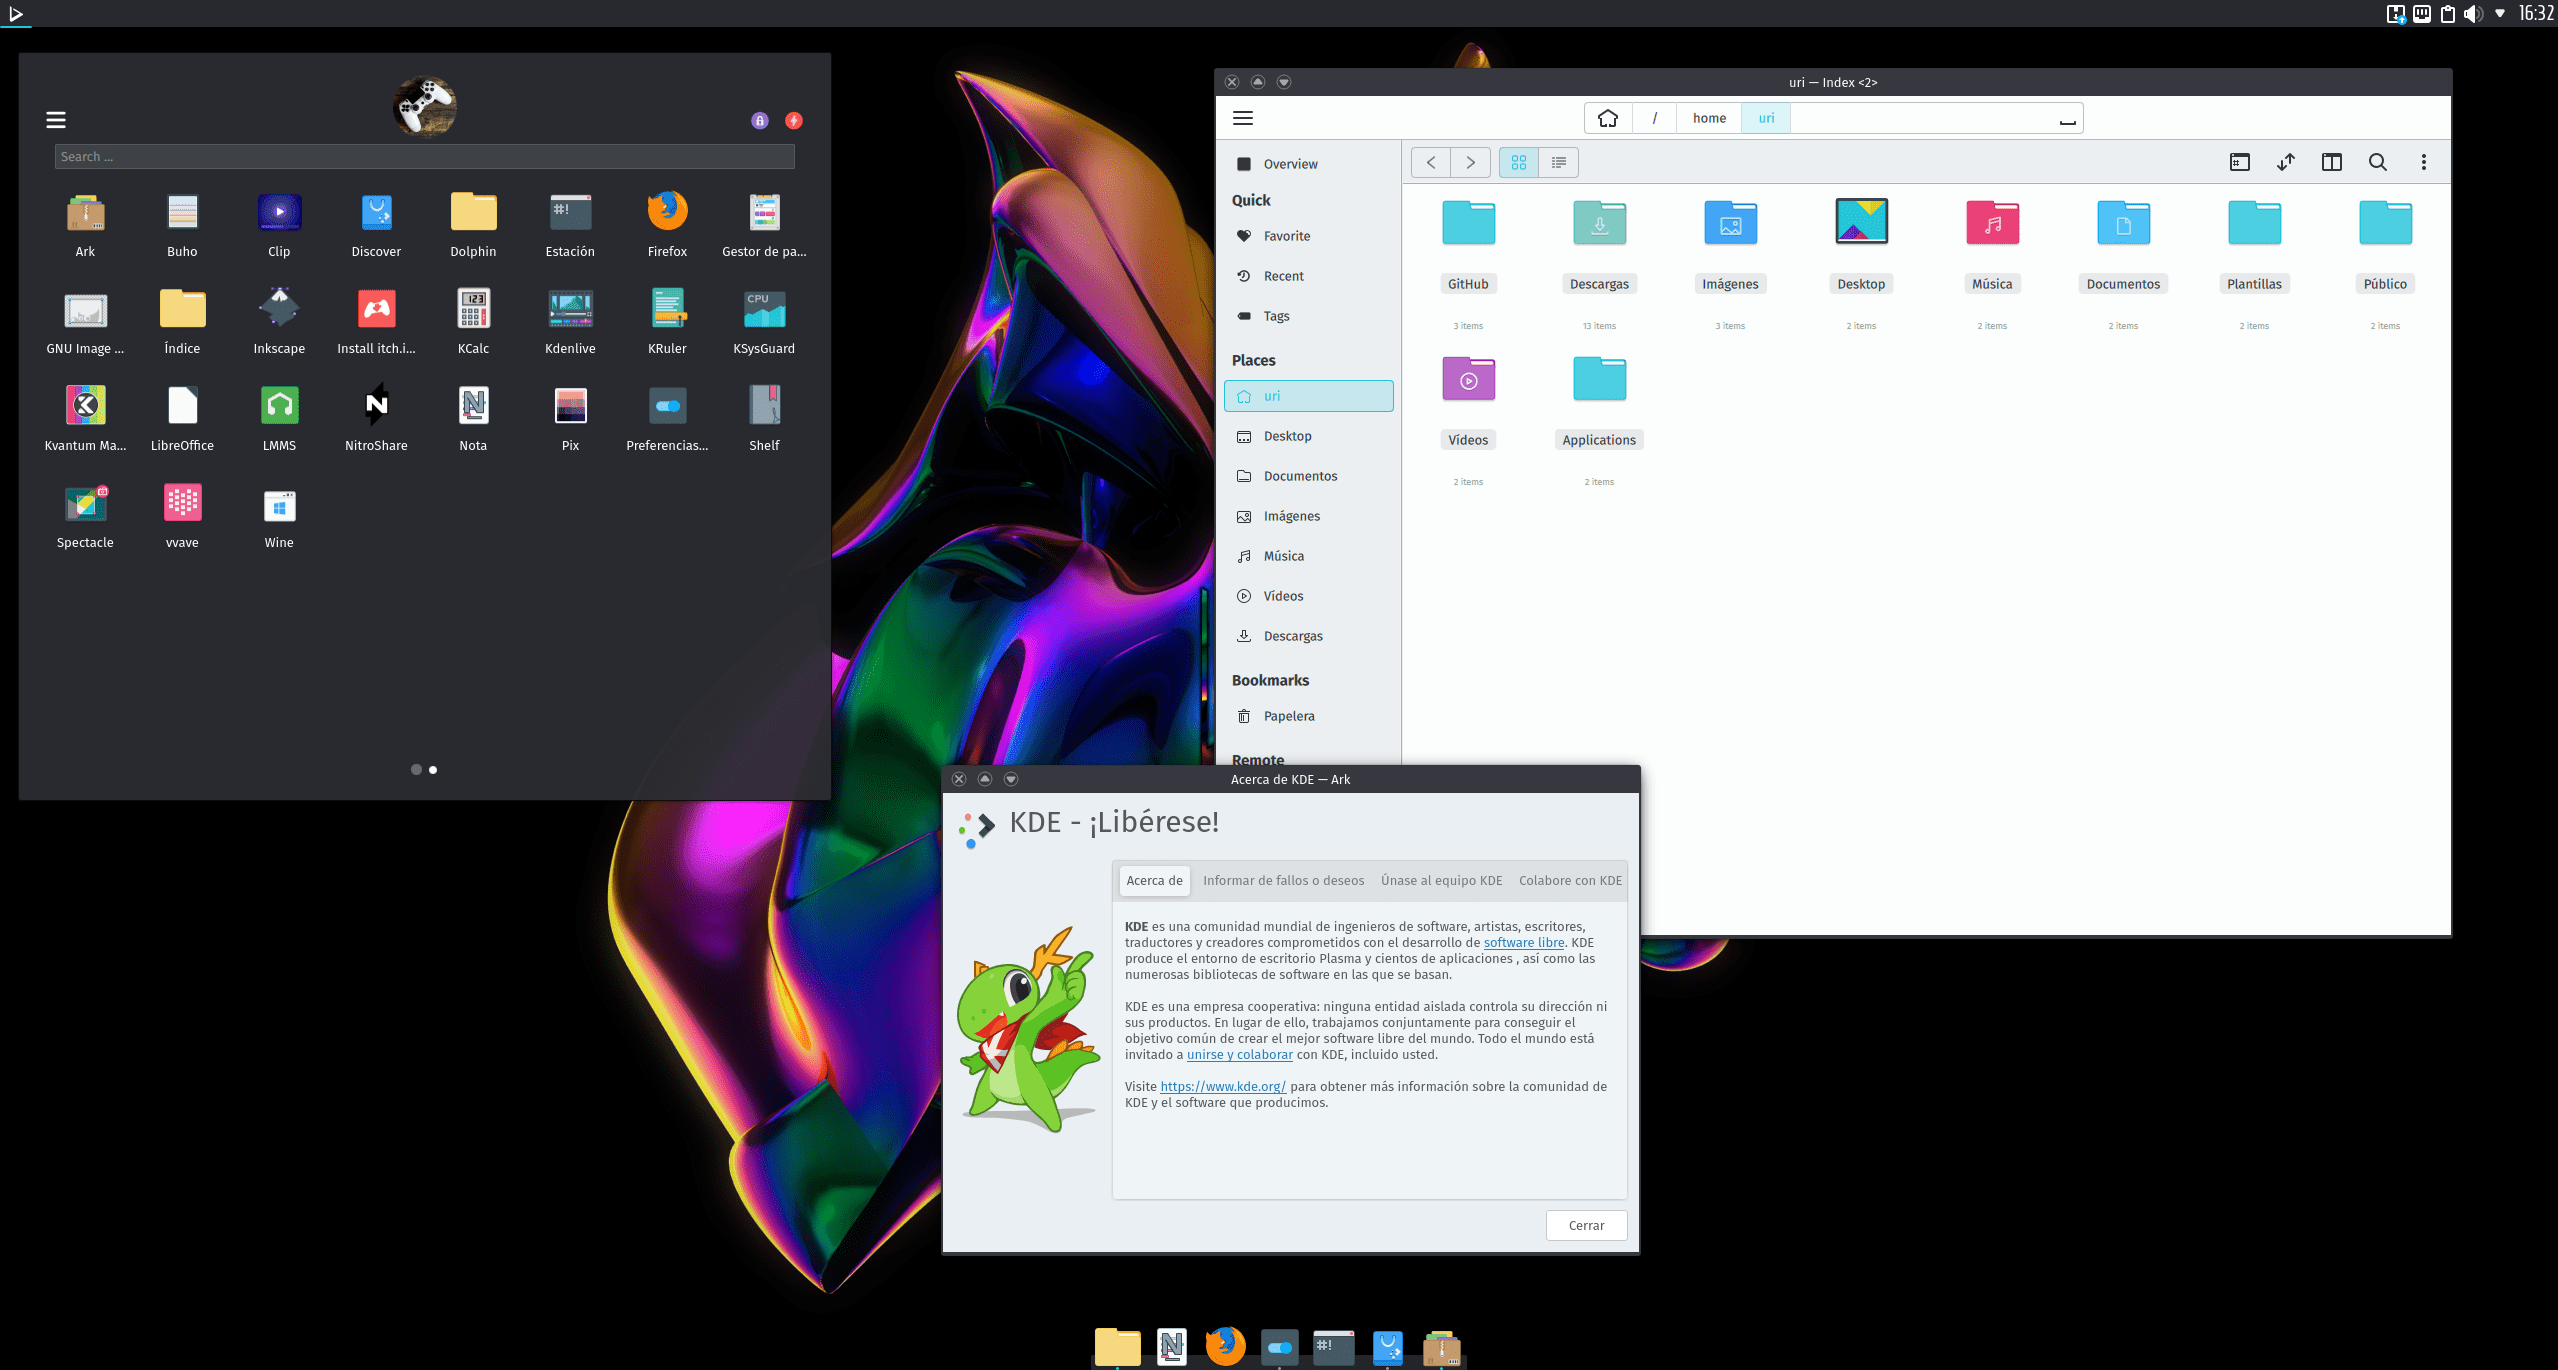 16:32
Search ...
Ark
Buho
Clip
Discover
Dolphin
Estación
Firefox
Gestor de pa...
GNU Image ...
Índice
Inkscape
Install itch.i...
KCalc
Kdenlive
KRuler
KSysGuard
Kvantum Ma...
LibreOffice
LMMS
NitroShare
Nota
Pix
Preferencias...
Shelf
Spectacle
vvave
Wine
uri — Index <2>
/ home uri
Overview
Quick
Favorite
Recent
Tags
Places
uri
Desktop
Documentos
Imágenes
Música
Vídeos
Descargas
Bookmarks
Papelera
Remote
GitHub
3 items
Descargas
13 items
Imágenes
3 items
Desktop
2 items
Música
2 items
Documentos
2 items
Plantillas
2 items
Público
2 items
Vídeos
2 items
Applications
2 items
Acerca de KDE — Ark
KDE - ¡Libérese!
Acerca de
Informar de fallos o deseos
Únase al equipo KDE
Colabore con KDE
KDE es una comunidad mundial de ingenieros de software, artistas, escritores,
traductores y creadores comprometidos con el desarrollo de software libre. KDE
produce el entorno de escritorio Plasma y cientos de aplicaciones , así como las
numerosas bibliotecas de software en las que se basan.
KDE es una empresa cooperativa: ninguna entidad aislada controla su dirección ni
sus productos. En lugar de ello, trabajamos conjuntamente para conseguir el
objetivo común de crear el mejor software libre del mundo. Todo el mundo está
invitado a unirse y colaborar con KDE, incluido usted.
Visite https://www.kde.org/ para obtener más información sobre la comunidad de
KDE y el software que producimos.
Cerrar